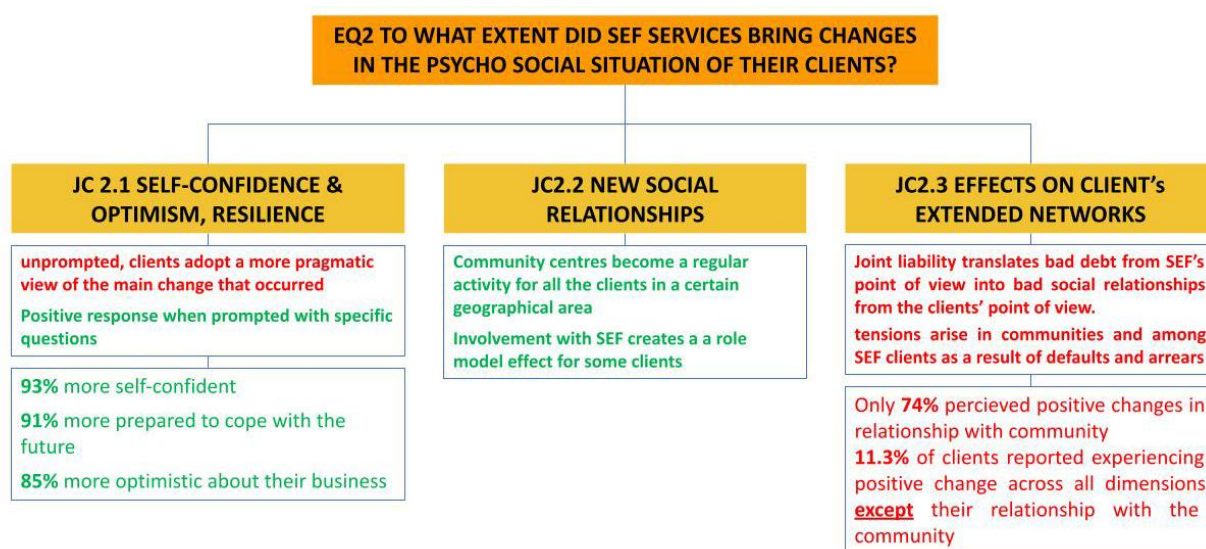 EQ2 TO WHAT EXTENT DID SEF SERVICES BRING CHANGES
IN THE PSYCHO SOCIAL SITUATION OF THEIR CLIENTS?
JC 2.1 SELF-CONFIDENCE &
OPTIMISM, RESILIENCE
unprompted, clients adopt a more pragmatic
view of the main change that occurred
Positive response when prompted with specific
questions
93% more self-confident
91% more prepared to cope with the
future
85% more optimistic about their business
JC2.2 NEW SOCIAL
RELATIONSHIPS
Community centres become a regular
activity for all the clients in a certain
geographical area
Involvement with SEF creates a a role
model effect for some clients
JC2.3 EFFECTS ON CLIENT's
EXTENDED NETWORKS
Joint liability translates bad debt from SEF's
point of view into bad social relationships
from the clients' point of view.
tensions arise in communities and among
SEF clients as a result of defaults and arrears
Only 74% percieved positive changes in
relationship with community
11.3% of clients reported experiencing
positive change across all dimensions
except their relationship with the
community